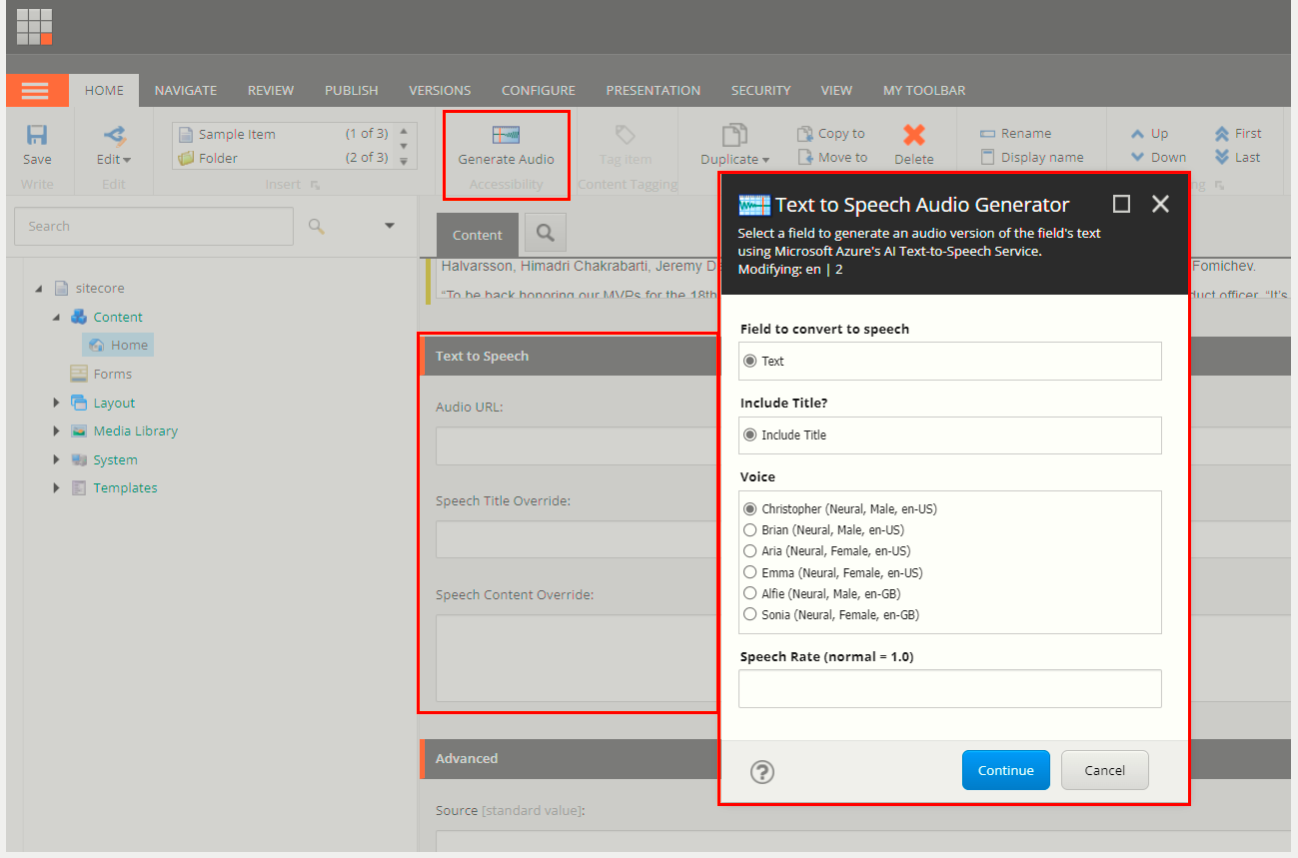 HOME NAVIGATE REVIEW PUBLISH VERSIONS CONFIGURE PRESENTATION SECURITY VIEW MY TOOLBAR
Save
Write
Edit
Edit
Sample Item (1 of 3)
Folder (2 of 3)
Insert
Generate Audio
Accessibility
Tag item
Content Tagging
Duplicate
Copy to
Move to
Delete
Rename
Display name
Up
Down
First
Last
ng
Search
sitecore
Content
Home
Forms
Layout
Media Library
System
Templates
Content
Halvarsson, Himadri Chakrabarti, Jeremy D
Fomichev.
"To be back honoring our MVPs for the 18th
duct officer. "It's
Text to Speech
Audio URL:
Speech Title Override:
Speech Content Override:
Advanced
Source [standard value]:
Text to Speech Audio Generator
Select a field to generate an audio version of the field's text
using Microsoft Azure's AI Text-to-Speech Service.
Modifying: en | 2
Field to convert to speech
Text
Include Title?
Include Title
Voice
Christopher (Neural, Male, en-US)
Brian (Neural, Male, en-US)
Aria (Neural, Female, en-US)
Emma (Neural, Female, en-US)
Alfie (Neural, Male, en-GB)
Sonia (Neural, Female, en-GB)
Speech Rate (normal = 1.0)
?
Continue
Cancel